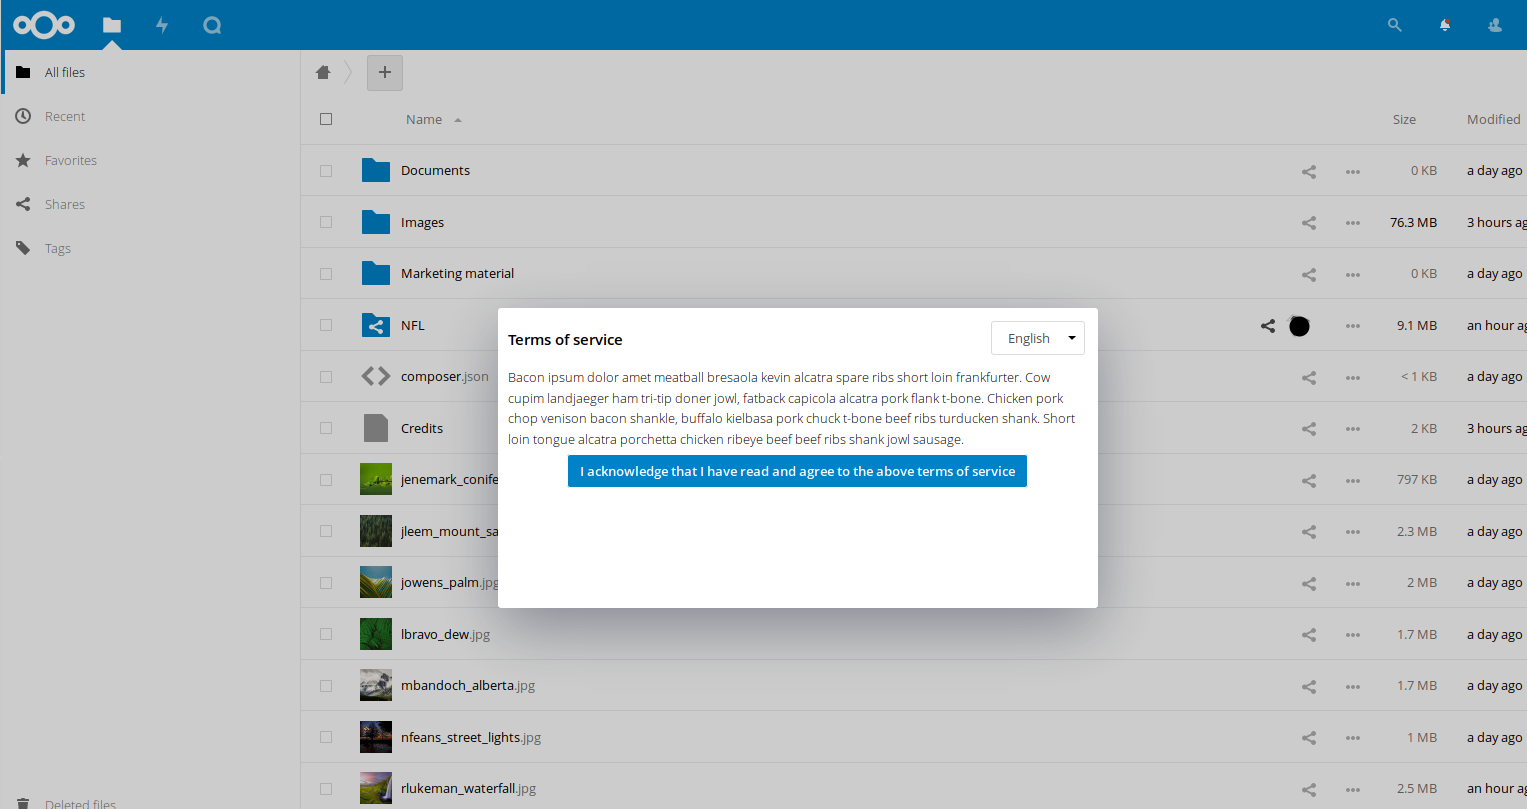 All files
Recent
Favorites
Shares
Tags
Deleted files
Name Size Modified
Documents 0 KB a day ago
Images 76.3 MB 3 hours ag
Marketing material 0 KB a day ago
NFL 9.1 MB an hour a
composer.json < 1 KB a day ago
Credits 2 KB 3 hours ag
jenemark_conife 797 KB a day ago
jleem_mount_sa 2.3 MB a day ago
jowens_palm.jpg 2 MB a day ago
lbravo_dew.jpg 1.7 MB a day ago
mbandoch_alberta.jpg 1.7 MB a day ago
nfeans_street_lights.jpg 1 MB a day ago
rlukeman_waterfall.jpg 2.5 MB an hour ag
Terms of service English
Bacon ipsum dolor amet meatball bresaola kevin alcatra spare ribs short loin frankfurter. Cow
cupim landjaeger ham tri-tip doner jowl, fatback capicola alcatra pork flank t-bone. Chicken pork
chop venison bacon shankle, buffalo kielbasa pork chuck t-bone beef ribs turducken shank. Short
loin tongue alcatra porchetta chicken ribeye beef beef ribs shank jowl sausage.
I acknowledge that I have read and agree to the above terms of service